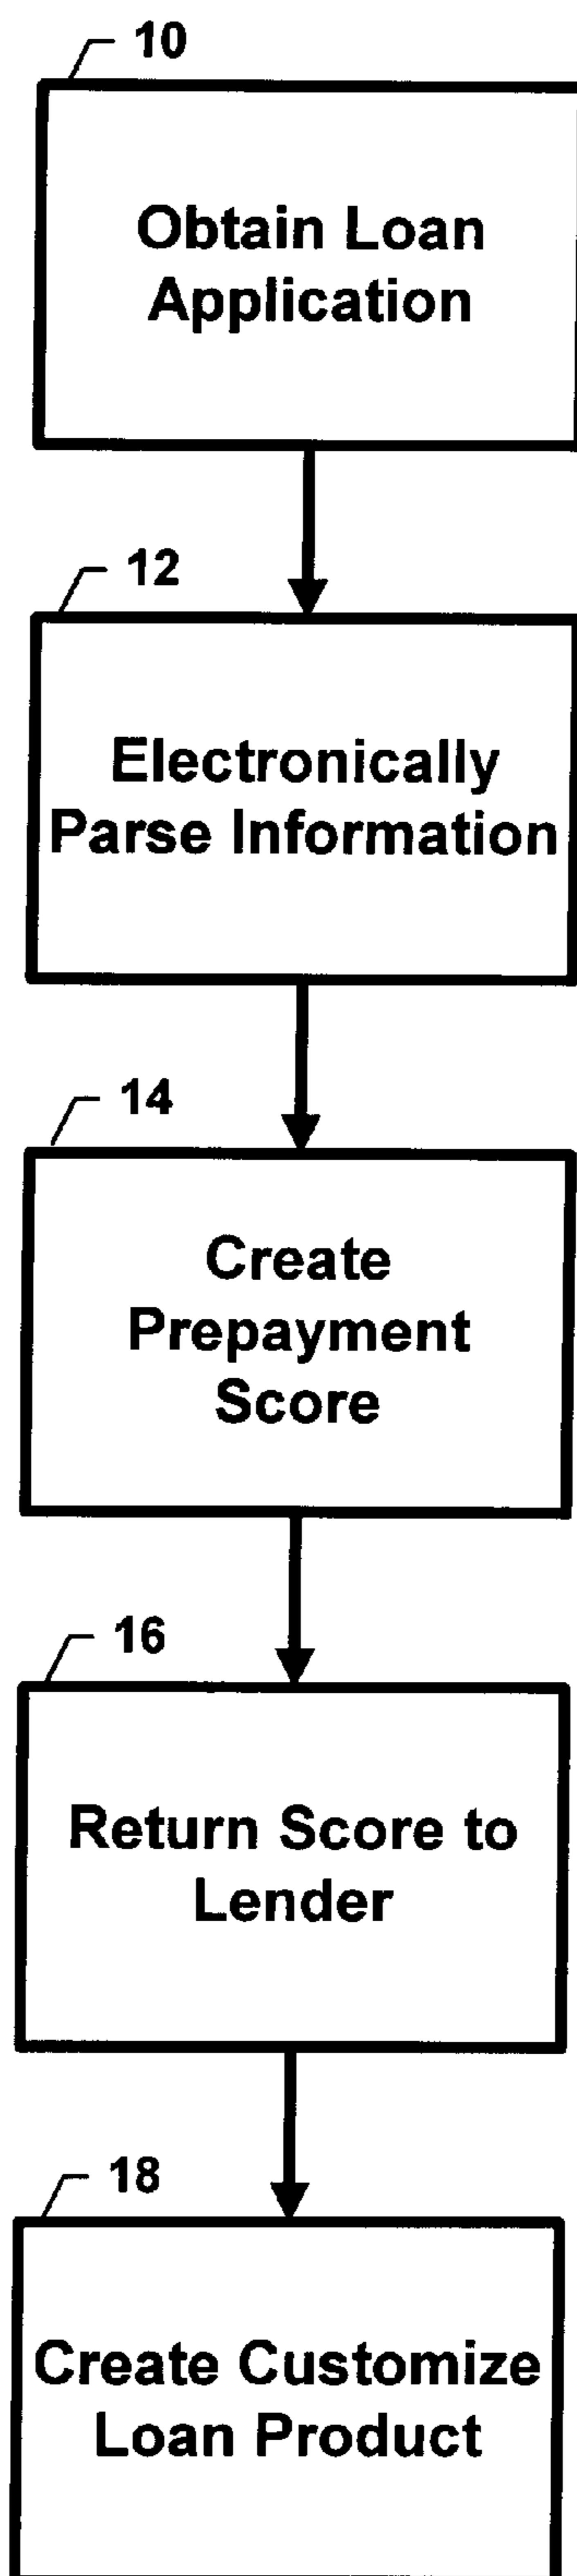 10
Obtain Loan
Application
12
Electronically
Parse Information
14
Create
Prepayment
Score
16
Return Score to
Lender
18
Create Customize
Loan Product